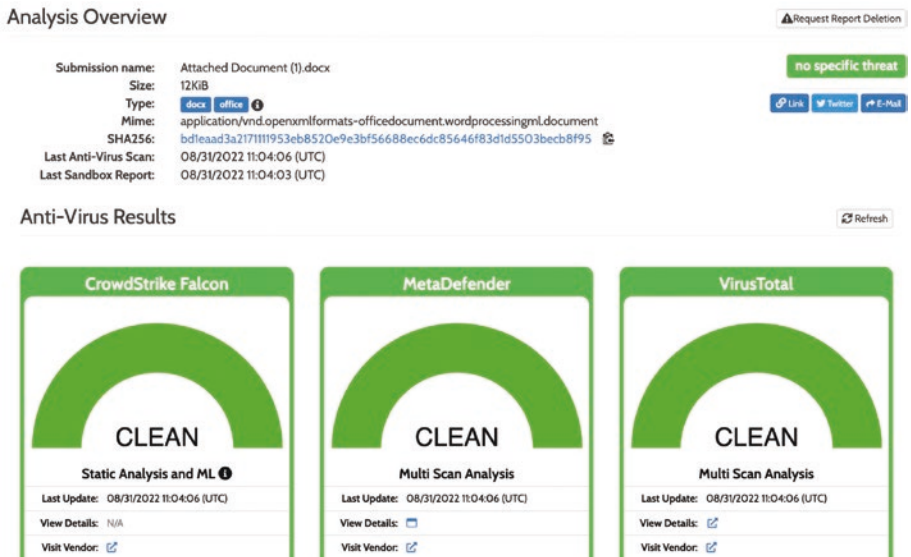 Analysis Overview
Request Report Deletion
Submission name: Attached Document (1).docx
no specific threat
Size: 12KiB
Type: docx office
Link Twitter E-Mail
Mime: application/vnd.openxmlformats-officedocument.wordprocessingml.document
SHA256: bd1eaad3a2171111953eb8520e9e3bf56688ec6dc85646f83d1d5503becb8f95
Last Anti-Virus Scan: 08/31/2022 11:04:06 (UTC)
Last Sandbox Report: 08/31/2022 11:04:03 (UTC)
Anti-Virus Results
Refresh
CrowdStrike Falcon
CLEAN
Static Analysis and ML
Last Update: 08/31/2022 11:04:06 (UTC)
View Details: N/A
Visit Vendor:
MetaDefender
CLEAN
Multi Scan Analysis
Last Update: 08/31/2022 11:04:06 (UTC)
View Details:
Visit Vendor:
VirusTotal
CLEAN
Multi Scan Analysis
Last Update: 08/31/2022 11:04:06 (UTC)
View Details:
Visit Vendor: